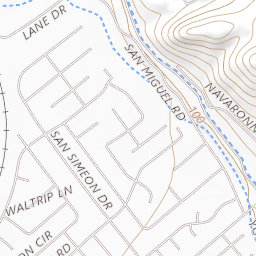 LANE DR
SAN MIGUEL RD
100
NAVARONN
SAN SIMEON DR
WALTRIP LN
ON CIR
RD